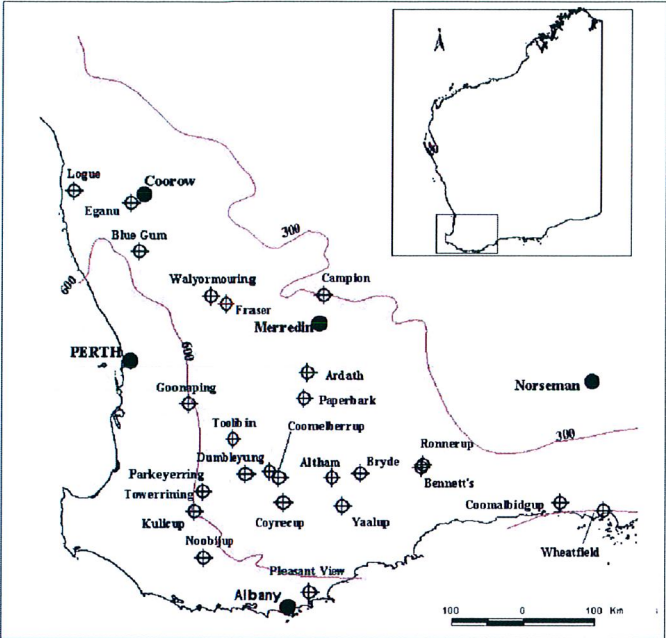 Logue
Coorow
Eganu
Blue Gum
300
600
Walyormouring
Campion
Fraser
Merredin
PERTH
600
Ardath
Norseman
Goonaping
Paperbark
Toolibin
Coomelberrup
300
Ronnerup
Dumbleyung
Altham
Bryde
Parkeyerring
Bennett's
Towerrining
Coomalbidgup
Kulicup
Coyrecup
Yaalup
Noobijup
Wheatfield
Pleasant View
Albany
100 0 100 Km